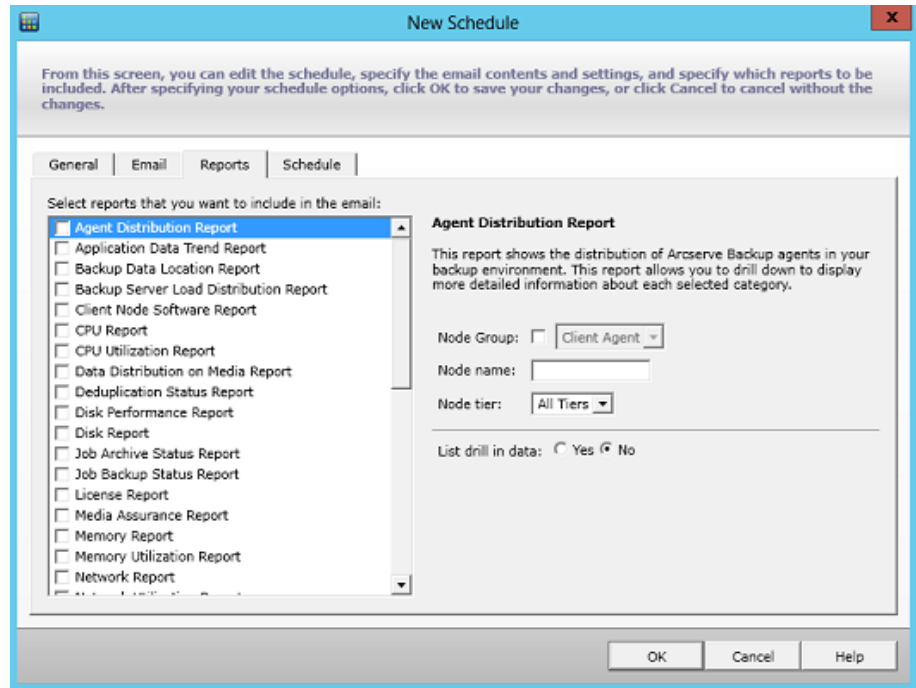 New Schedule
x
From this screen, you can edit the schedule, specify the email contents and settings, and specify which reports to be
included. After specifying your schedule options, click OK to save your changes, or click Cancel to cancel without the
changes.
General
Email
Reports
Schedule
Select reports that you want to include in the email:
Agent Distribution Report
Application Data Trend Report
Backup Data Location Report
Backup Server Load Distribution Report
Client Node Software Report
CPU Report
CPU Utilization Report
Data Distribution on Media Report
Deduplication Status Report
Disk Performance Report
Disk Report
Job Archive Status Report
Job Backup Status Report
License Report
Media Assurance Report
Memory Report
Memory Utilization Report
Network Report
Agent Distribution Report
This report shows the distribution of Arcserve Backup agents in your
backup environment. This report allows you to drill down to display
more detailed information about each selected category.
Node Group: Client Agent
Node name:
Node tier: All Tiers
List drill in data: Yes No
OK
Cancel
Help